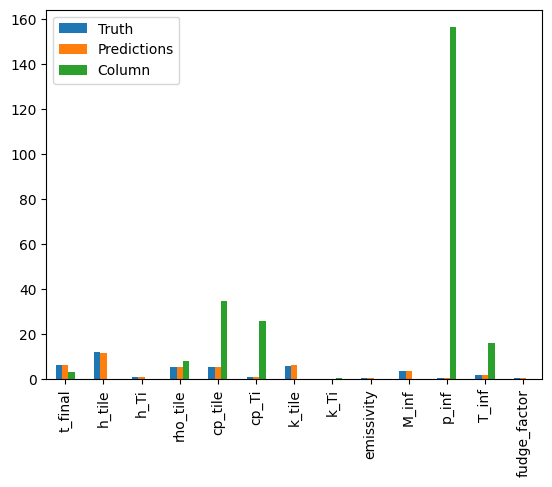 160
140
120
100
80
60
40
20
0
Truth
Predictions
Column
t_final
h_tile
h_Ti
rho_tile
cp_tile
cp_Ti
k_tile
k_Ti
emissivity
M_inf
p_inf
T_inf
fudge_factor